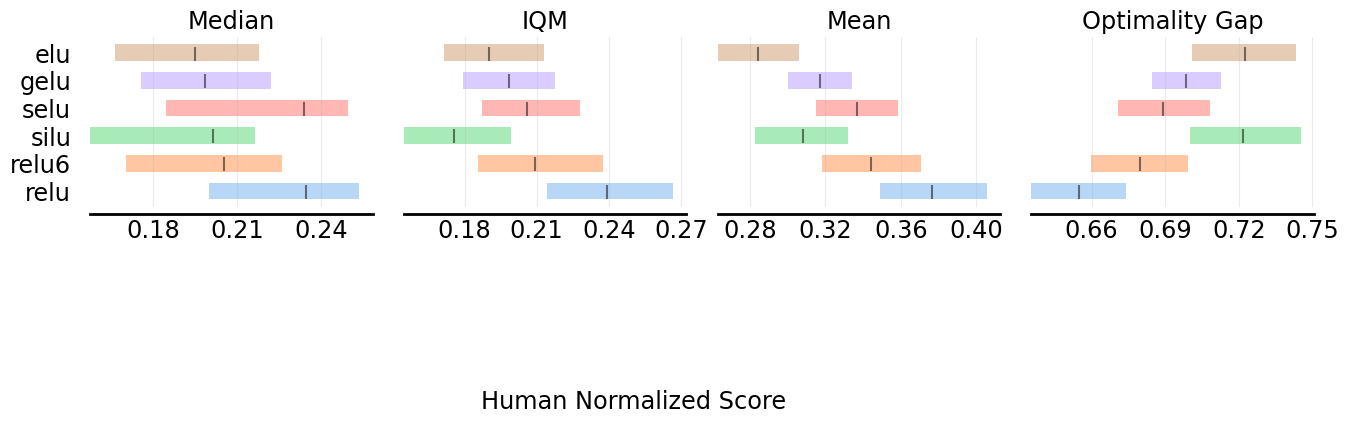 Median IQM Mean Optimality Gap
elu
gelu
selu
silu
relu6
relu
0.18 0.21 0.24 0.18 0.21 0.24 0.27 0.28 0.32 0.36 0.40 0.66 0.69 0.72 0.75
Human Normalized Score